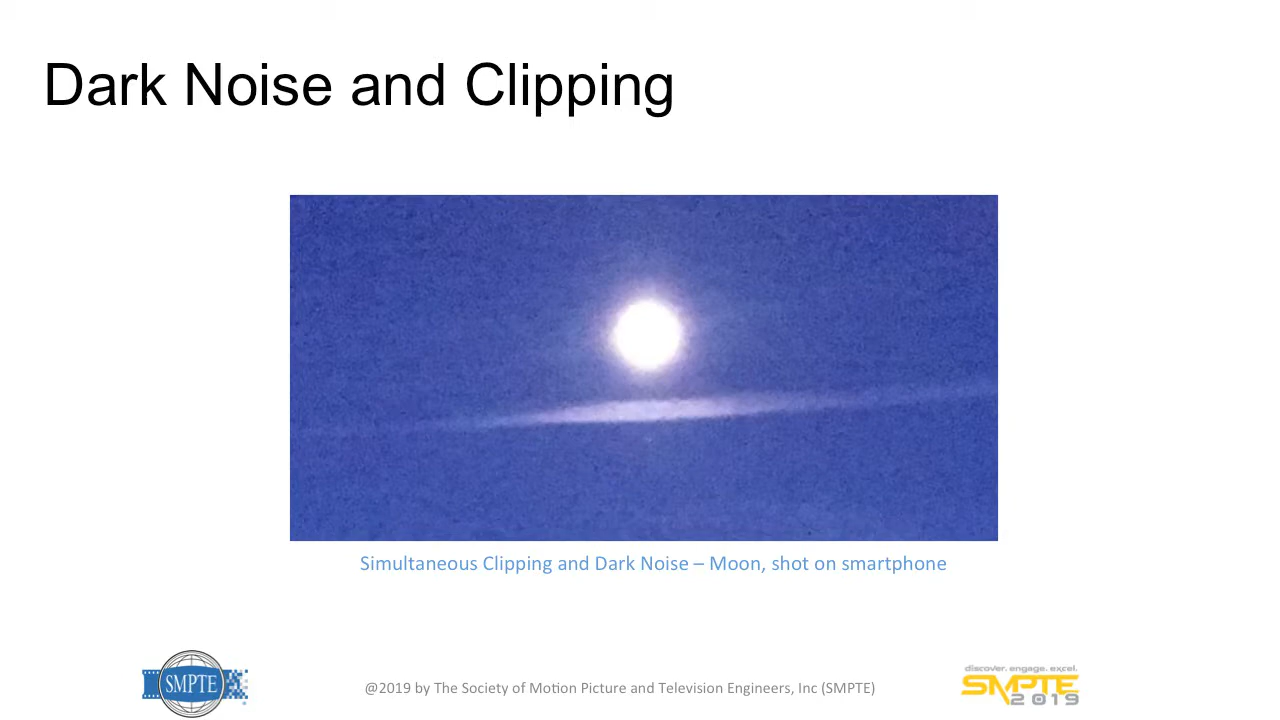 Dark Noise and Clipping
Simultaneous Clipping and Dark Noise – Moon, shot on smartphone
SMPTE
@2019 by The Society of Motion Picture and Television Engineers, Inc (SMPTE)
discover. engage. excel.
SMPTE
2019